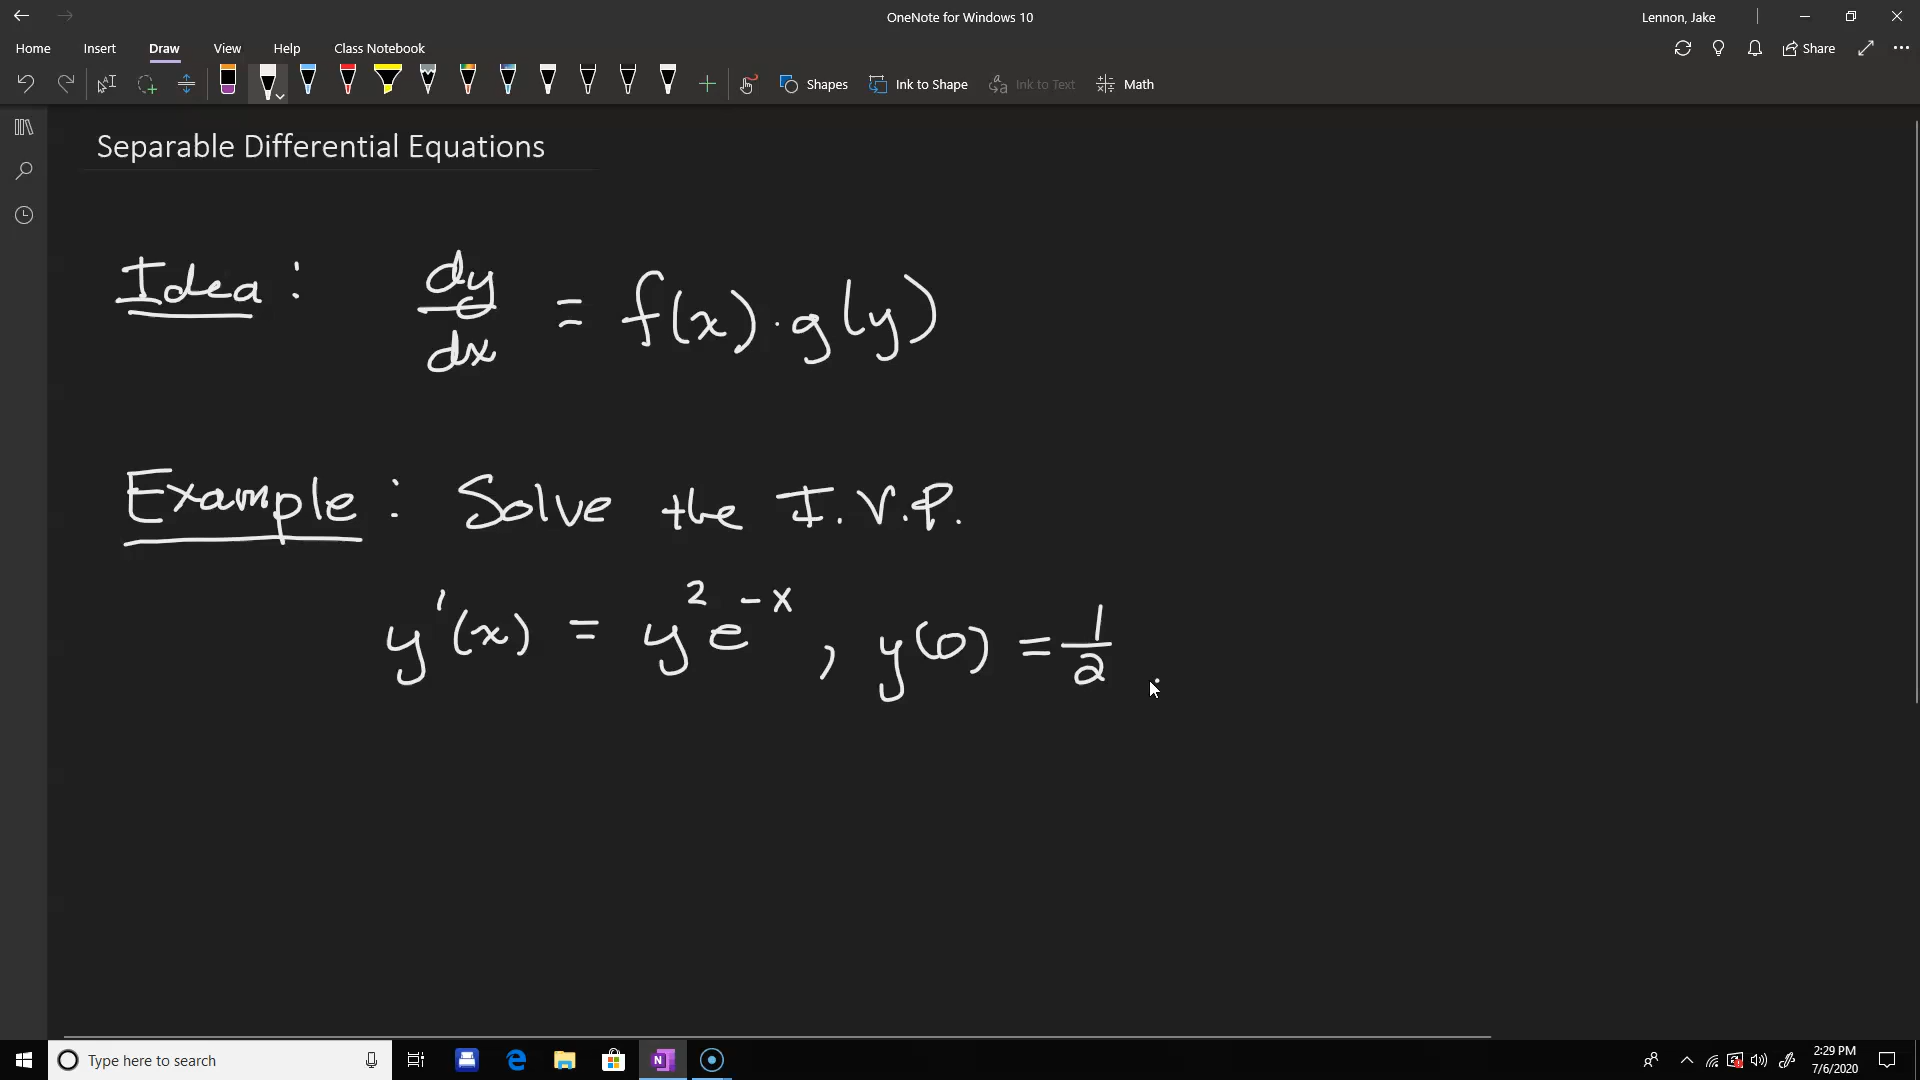 OneNote for Windows 10
Lennon, Jake
Home Insert Draw View Help Class Notebook
Share
Shapes Ink to Shape Ink to Text Math
Separable Differential Equations
Idea : dy/dx = f(x) · g(y)
Example : Solve the I.V.P.
y'(x) = y²e⁻ˣ , y(0) = 1/2 .
Type here to search
2:29 PM
7/6/2020